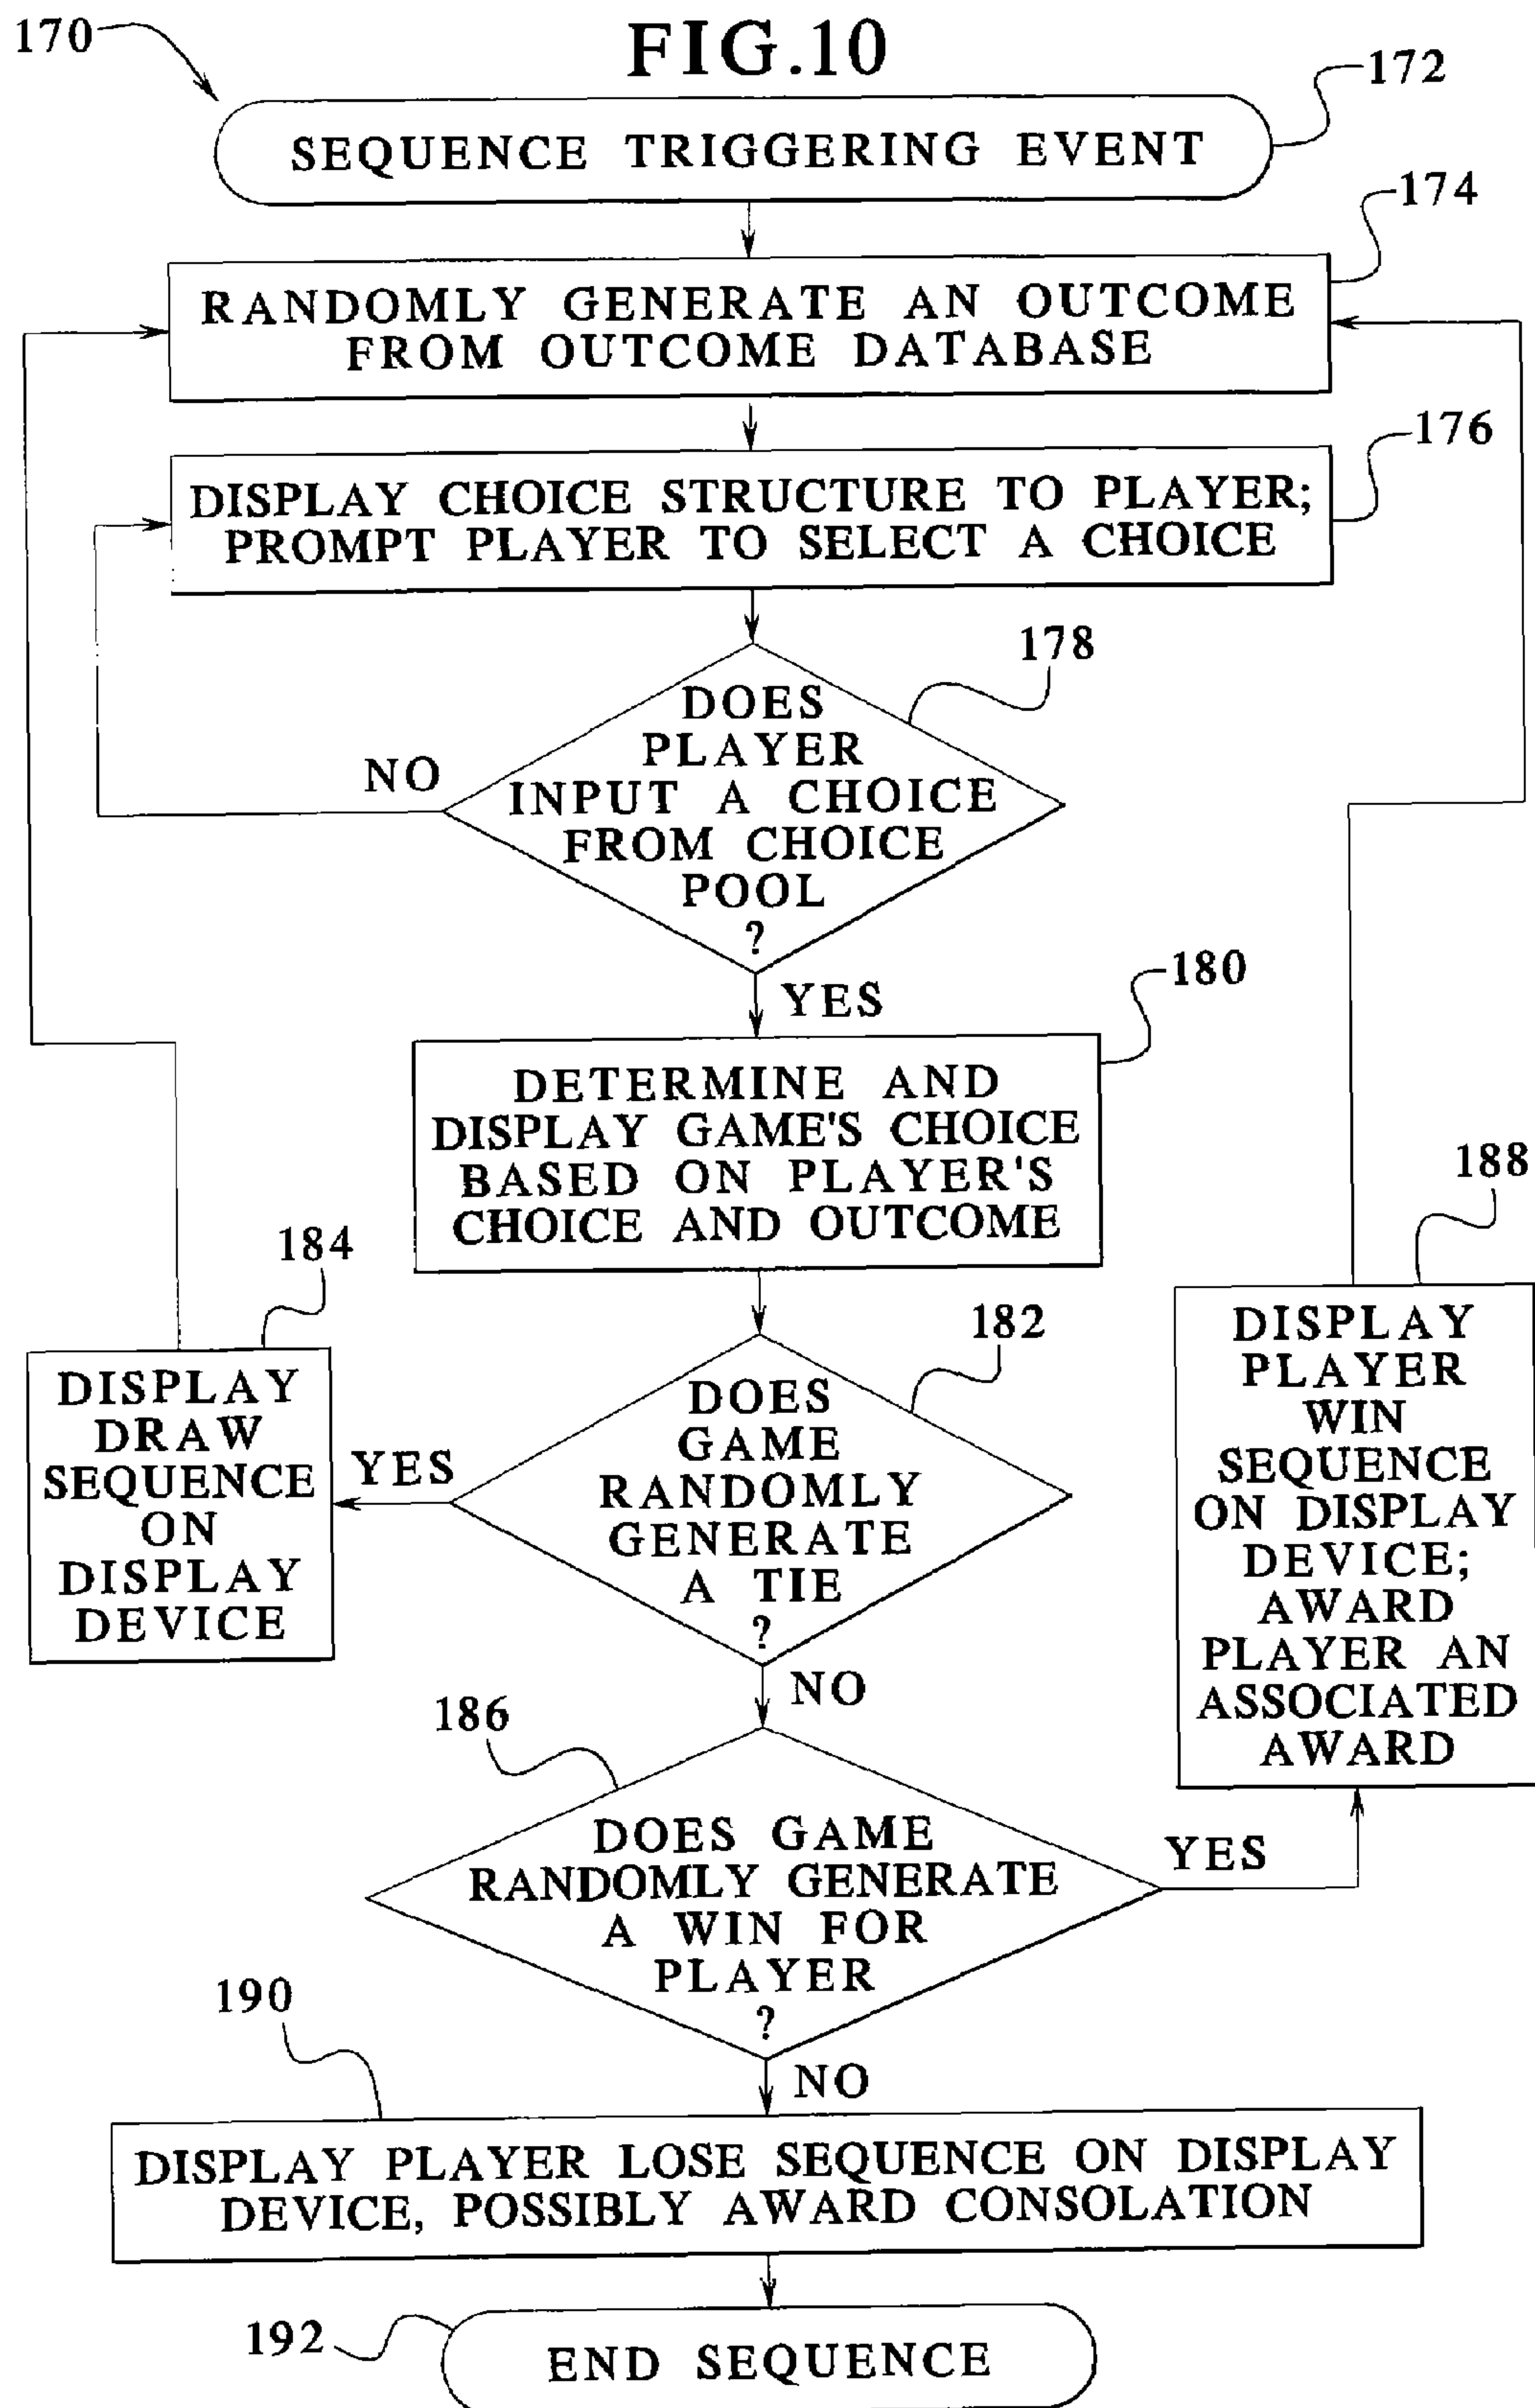 170
FIG.10
172
SEQUENCE TRIGGERING EVENT
174
RANDOMLY GENERATE AN OUTCOME
FROM OUTCOME DATABASE
176
DISPLAY CHOICE STRUCTURE TO PLAYER;
PROMPT PLAYER TO SELECT A CHOICE
178
DOES
PLAYER
INPUT A CHOICE
FROM CHOICE
POOL
?
NO
YES
180
DETERMINE AND
DISPLAY GAME'S CHOICE
BASED ON PLAYER'S
CHOICE AND OUTCOME
184
DISPLAY
DRAW
SEQUENCE
ON
DISPLAY
DEVICE
YES
182
DOES
GAME
RANDOMLY
GENERATE
A TIE
?
NO
188
DISPLAY
PLAYER
WIN
SEQUENCE
ON DISPLAY
DEVICE;
AWARD
PLAYER AN
ASSOCIATED
AWARD
186
DOES GAME
RANDOMLY GENERATE
A WIN FOR
PLAYER
?
YES
NO
190
DISPLAY PLAYER LOSE SEQUENCE ON DISPLAY
DEVICE, POSSIBLY AWARD CONSOLATION
192
END SEQUENCE